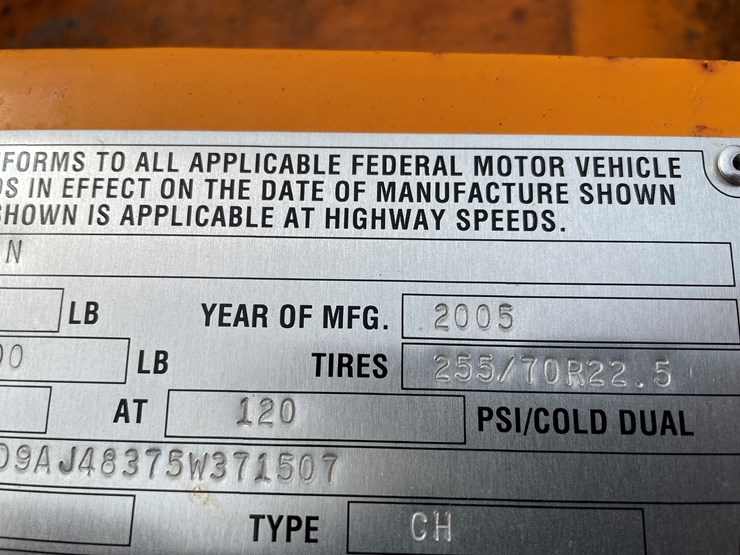 FORMS TO ALL APPLICABLE FEDERAL MOTOR VEHICLE
DS IN EFFECT ON THE DATE OF MANUFACTURE SHOWN
SHOWN IS APPLICABLE AT HIGHWAY SPEEDS.
N
LB YEAR OF MFG. 2005
00 LB TIRES 255/70R22.5
AT 120 PSI/COLD DUAL
D9AJ48375W371507
TYPE CH